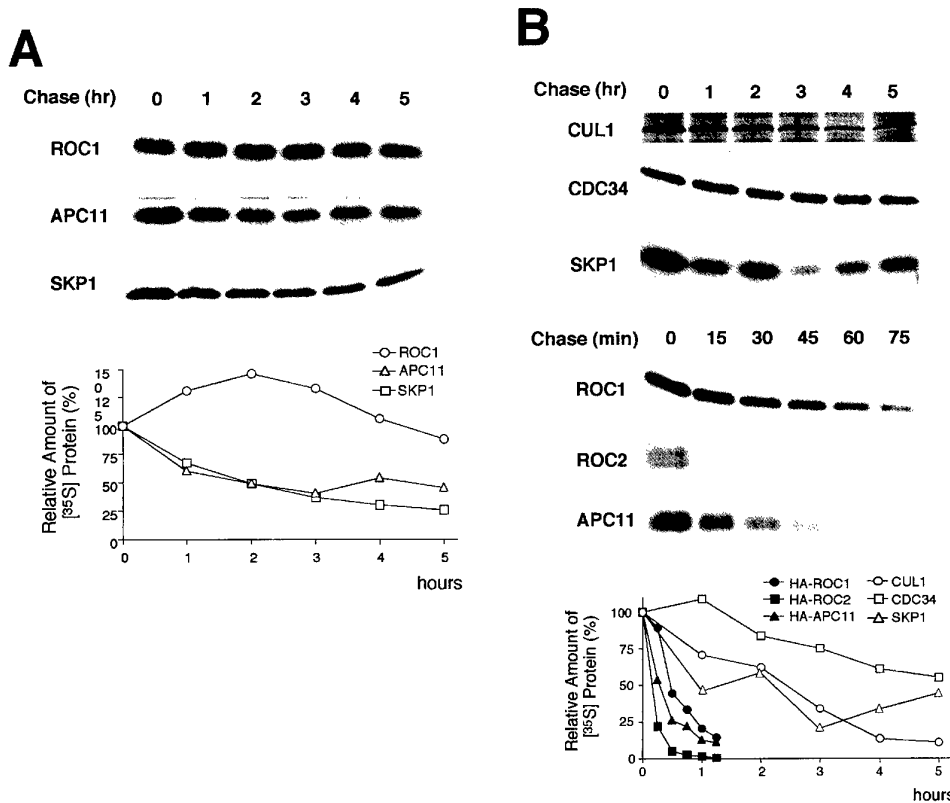 A
Chase (hr) 0 1 2 3 4 5
ROC1
APC11
SKP1
ROC1
APC11
SKP1
Relative Amount of
[35S] Protein (%)
15
0
12
5
100
75
50
25
0
0 1 2 3 4 5
hours
B
Chase (hr) 0 1 2 3 4 5
CUL1
CDC34
SKP1
Chase (min) 0 15 30 45 60 75
ROC1
ROC2
APC11
HA-ROC1 CUL1
HA-ROC2 CDC34
HA-APC11 SKP1
Relative Amount of
[35S] Protein (%)
100
75
50
25
0
0 1 2 3 4 5
hours